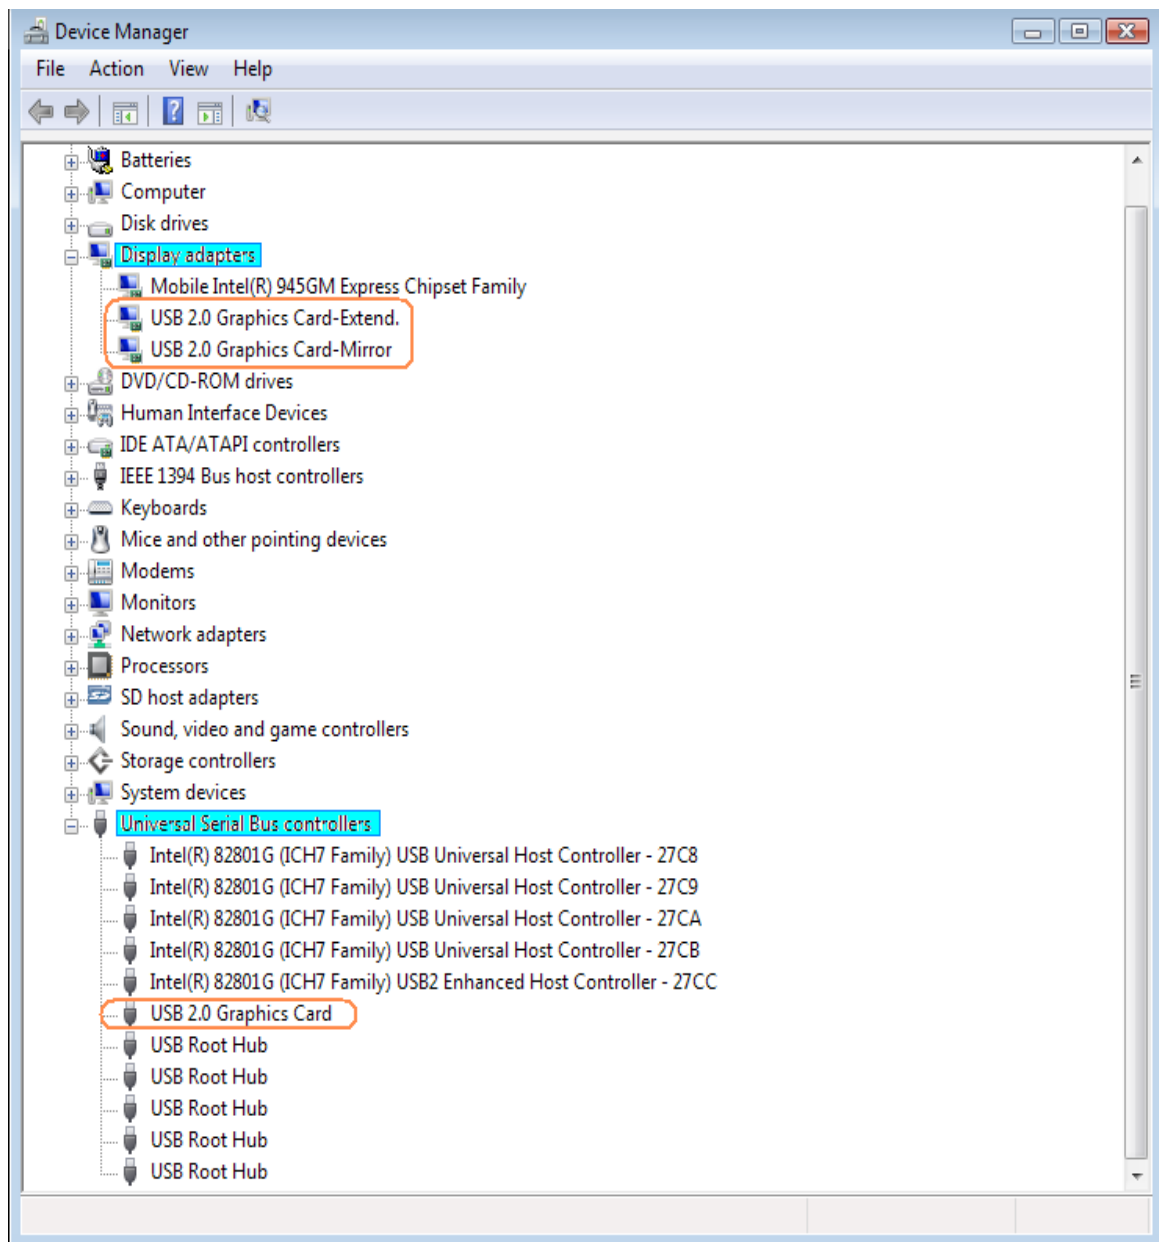 Device Manager
File Action View Help
Batteries
Computer
Disk drives
Display adapters
Mobile Intel(R) 945GM Express Chipset Family
USB 2.0 Graphics Card-Extend.
USB 2.0 Graphics Card-Mirror
DVD/CD-ROM drives
Human Interface Devices
IDE ATA/ATAPI controllers
IEEE 1394 Bus host controllers
Keyboards
Mice and other pointing devices
Modems
Monitors
Network adapters
Processors
SD host adapters
Sound, video and game controllers
Storage controllers
System devices
Universal Serial Bus controllers
Intel(R) 82801G (ICH7 Family) USB Universal Host Controller - 27C8
Intel(R) 82801G (ICH7 Family) USB Universal Host Controller - 27C9
Intel(R) 82801G (ICH7 Family) USB Universal Host Controller - 27CA
Intel(R) 82801G (ICH7 Family) USB Universal Host Controller - 27CB
Intel(R) 82801G (ICH7 Family) USB2 Enhanced Host Controller - 27CC
USB 2.0 Graphics Card
USB Root Hub
USB Root Hub
USB Root Hub
USB Root Hub
USB Root Hub